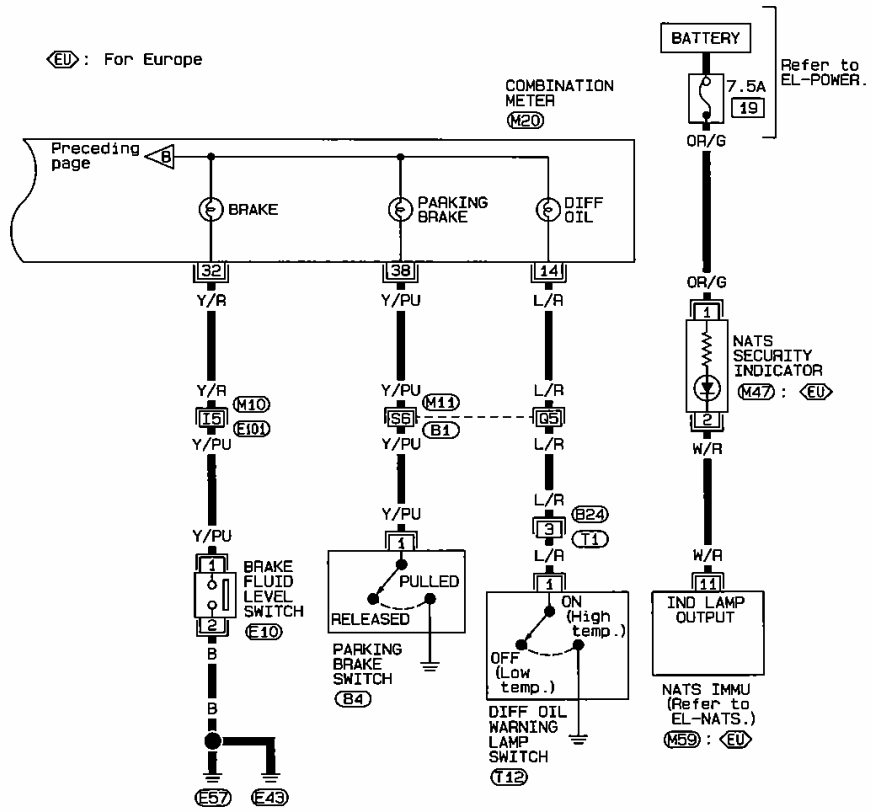 EU : For Europe
BATTERY
Refer to
EL-POWER.
7.5A
19
OR/G
COMBINATION
METER
M20
Preceding
page
B
BRAKE
PARKING
BRAKE
DIFF
OIL
32
38
14
Y/R
Y/PU
L/R
OR/G
1
NATS
SECURITY
INDICATOR
M47 : EU
2
W/R
Y/R
Y/PU
L/R
I5
M10
E101
S6
M11
B1
Q5
Y/PU
Y/PU
L/R
L/R
3
B24
T1
Y/PU
Y/PU
L/R
W/R
1
BRAKE
FLUID
LEVEL
SWITCH
E10
2
B
B
E57
E43
1
PULLED
RELEASED
PARKING
BRAKE
SWITCH
B4
1
ON
(High
temp.)
OFF
(Low
temp.)
DIFF OIL
WARNING
LAMP
SWITCH
T12
11
IND LAMP
OUTPUT
NATS IMMU
(Refer to
EL-NATS.)
M59 : EU